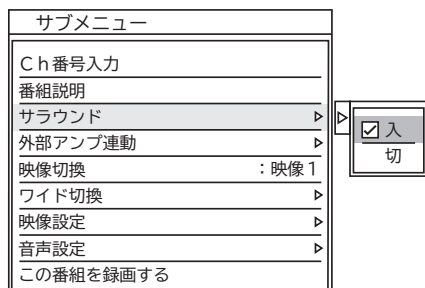 サブメニュー
Ｃｈ番号入力
番組説明
サラウンド
外部アンプ連動
映像切換 ：映像１
ワイド切換
映像設定
音声設定
この番組を録画する
入
切